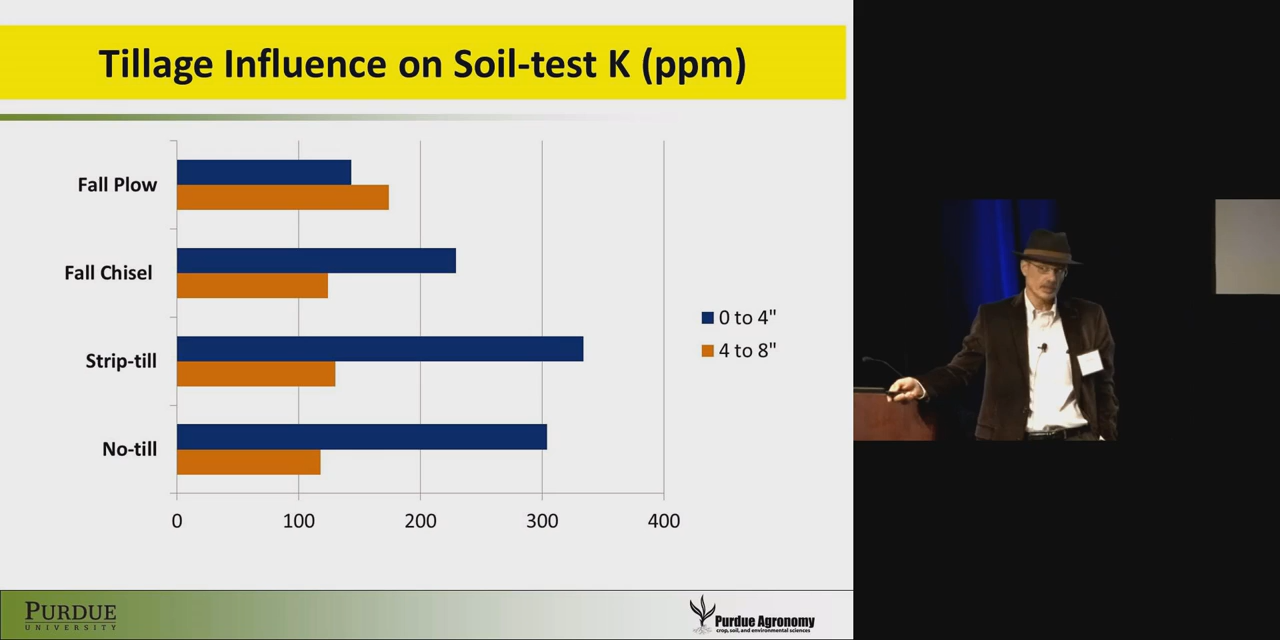 Tillage Influence on Soil-test K (ppm)
Fall Plow
Fall Chisel
Strip-till
No-till
0 to 4"
4 to 8"
0 100 200 300 400
PURDUE
UNIVERSITY
Purdue Agronomy
crop, soil, and environmental sciences